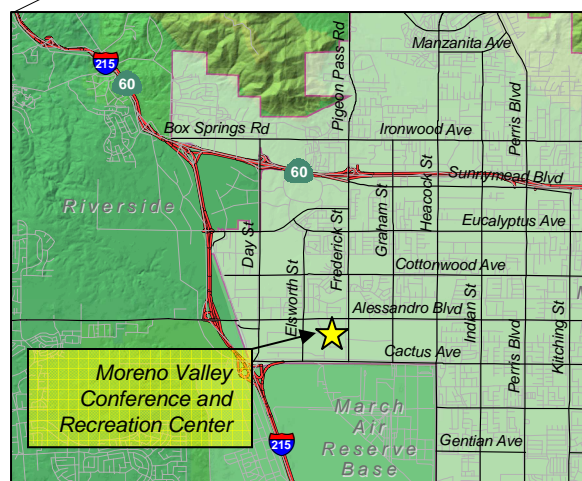 Manzanita Ave
215
60
Pigeon Pass Rd
Perris Blvd
Box Springs Rd
Ironwood Ave
60
Sunnymead Blvd
Riverside
Day St
Elsworth St
Frederick St
Graham St
Heacock St
Eucalyptus Ave
Cottonwood Ave
Alessandro Blvd
Indian St
Perris Blvd
Kitching St
Cactus Ave
Moreno Valley
Conference and
Recreation Center
March
Air
Reserve
Base
Gentian Ave
215